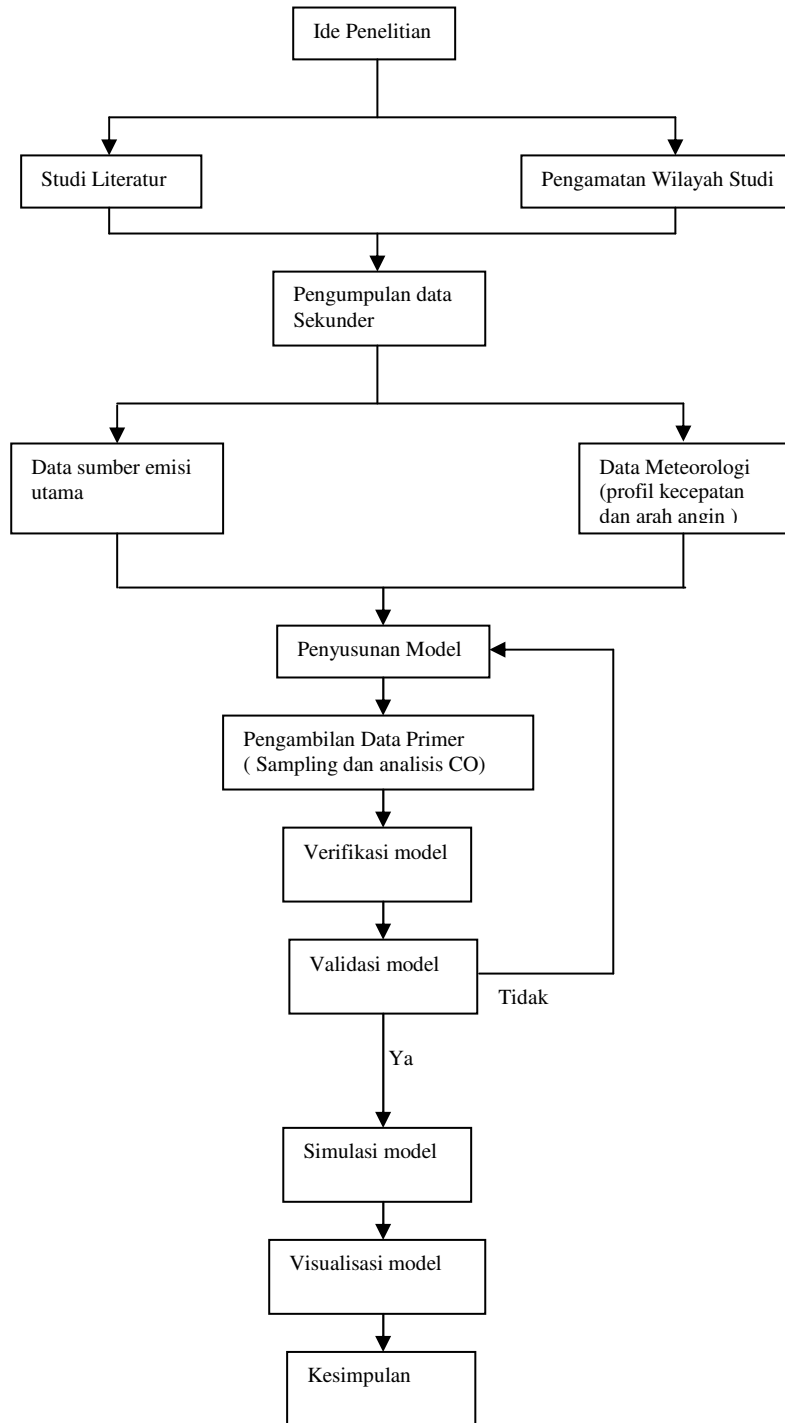 Ide Penelitian
Studi Literatur
Pengamatan Wilayah Studi
Pengumpulan data
Sekunder
Data sumber emisi
utama
Data Meteorologi
(profil kecepatan
dan arah angin )
Penyusunan Model
Pengambilan Data Primer
( Sampling dan analisis CO)
Verifikasi model
Validasi model
Tidak
Ya
Simulasi model
Visualisasi model
Kesimpulan